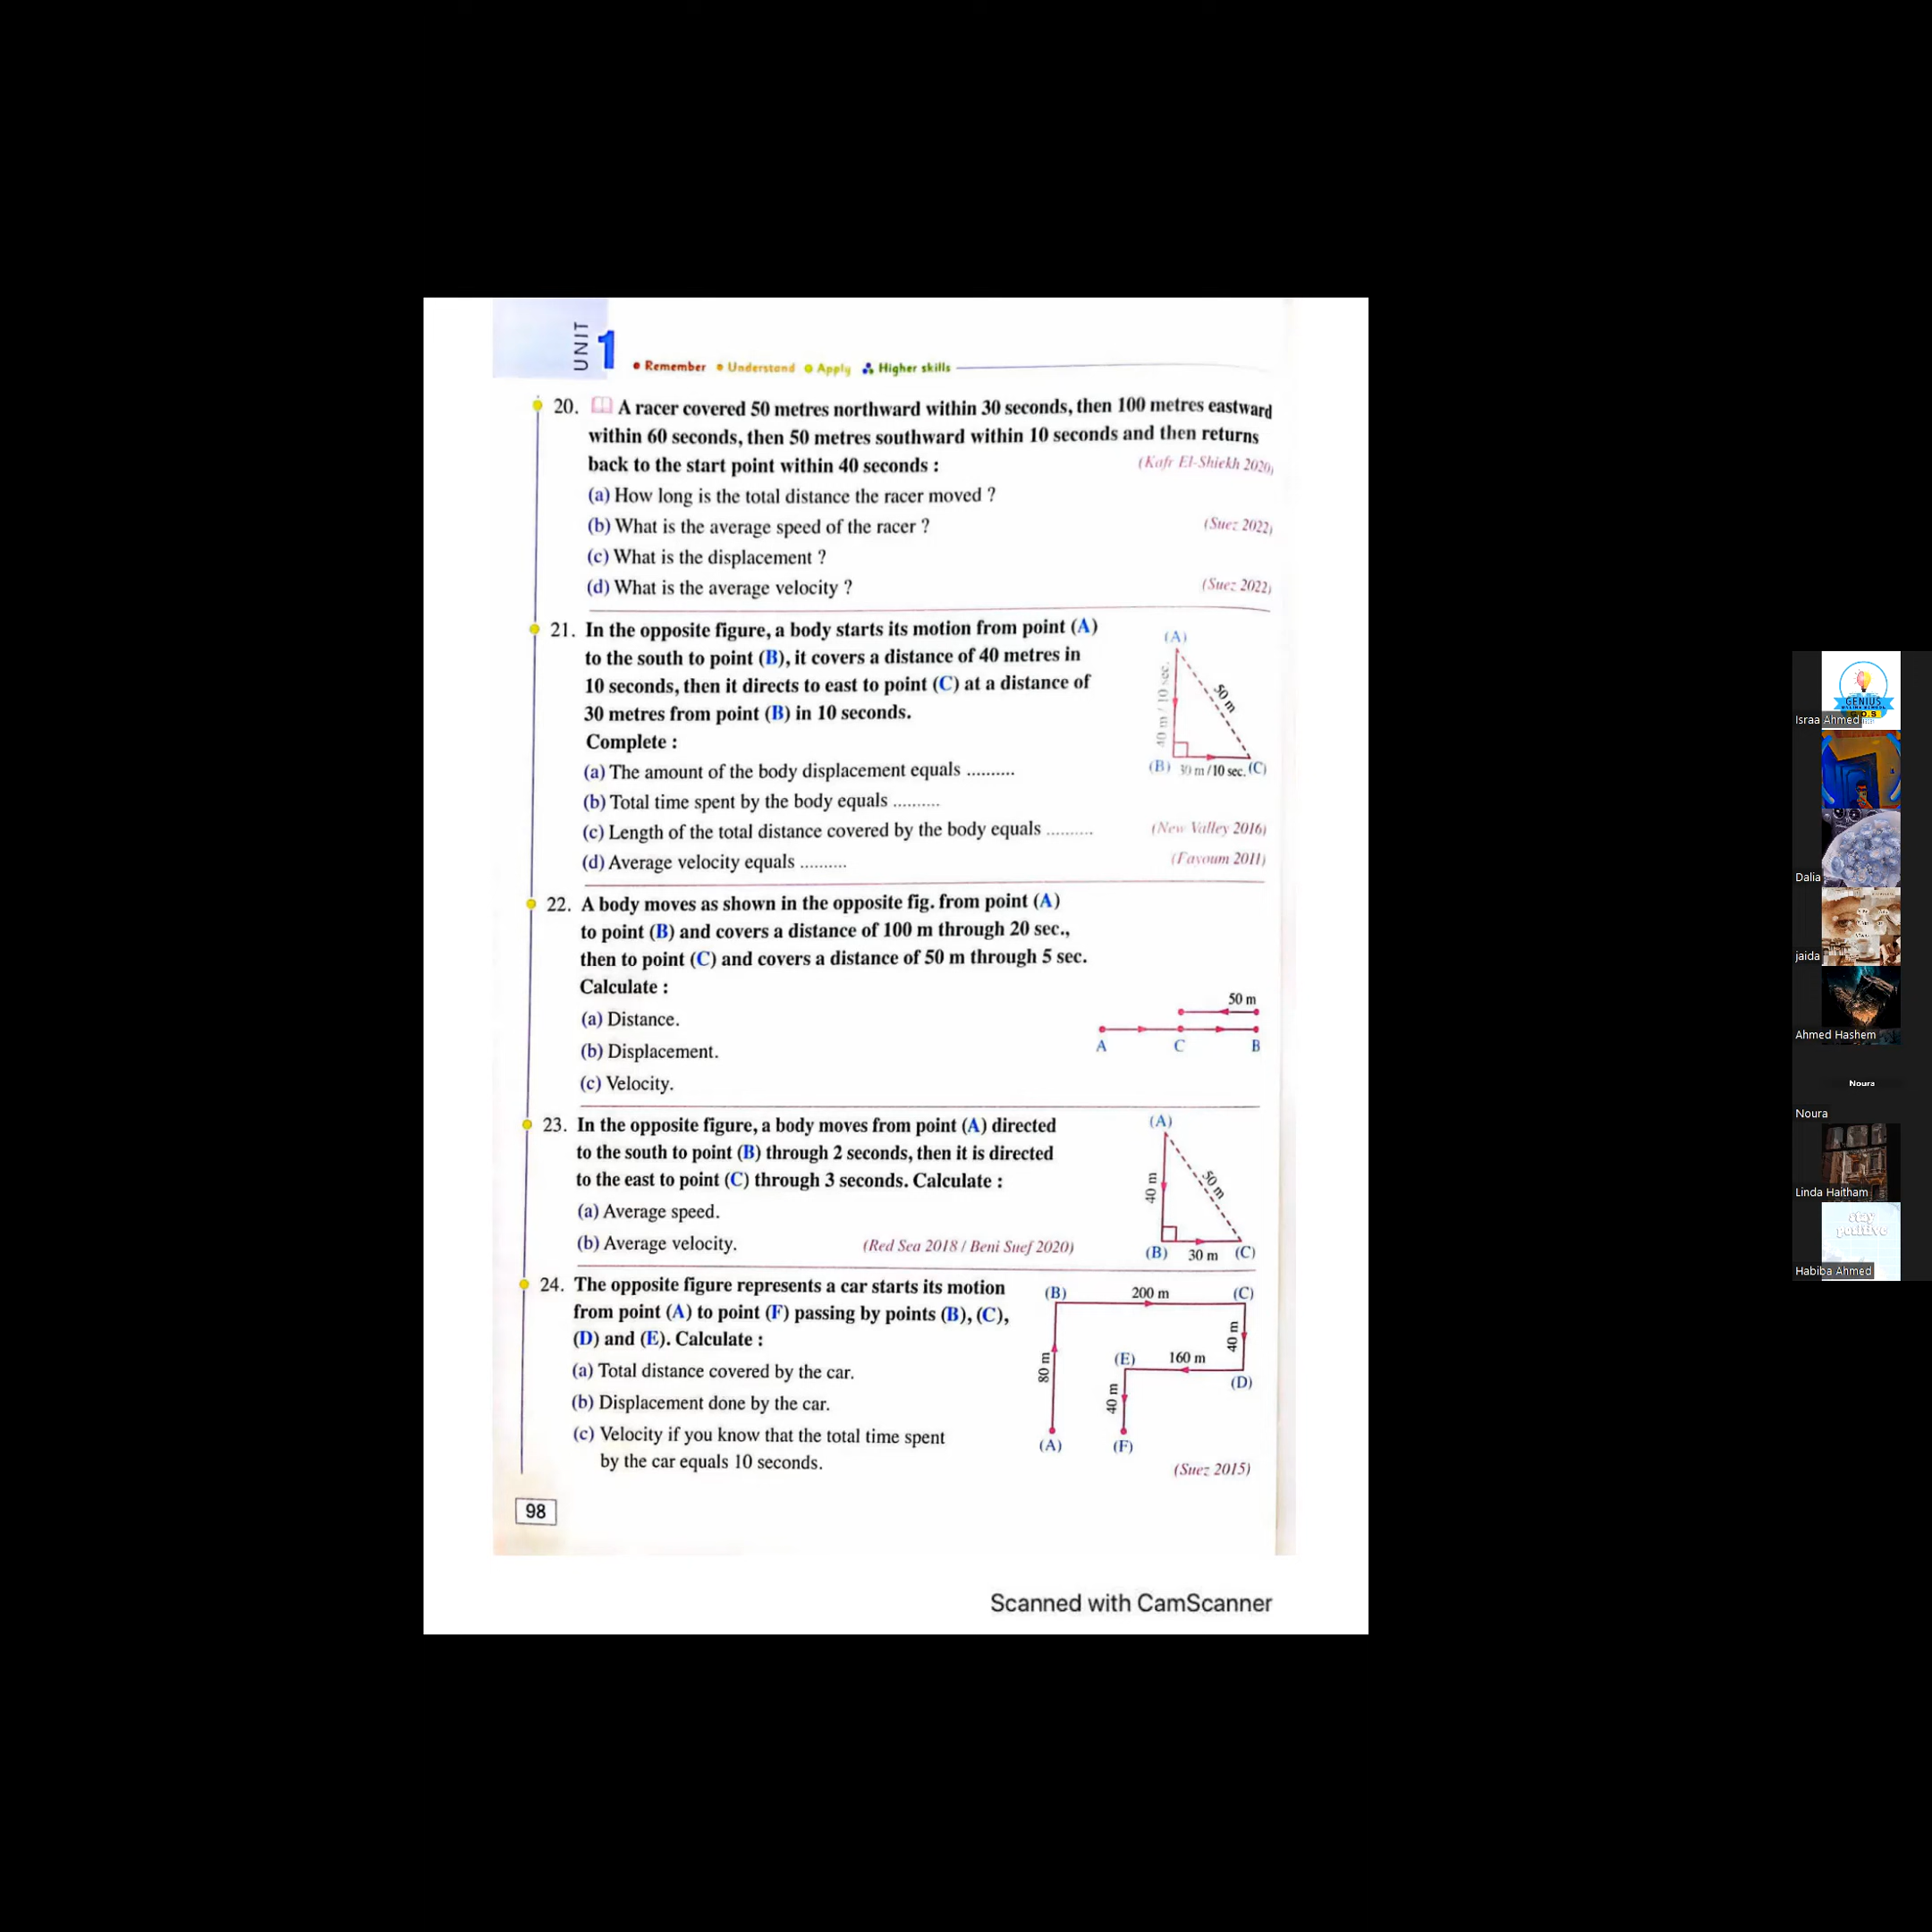 UNIT
1
Remember Understand Apply Higher skills
20. A racer covered 50 metres northward within 30 seconds, then 100 metres eastward
within 60 seconds, then 50 metres southward within 10 seconds and then returns
back to the start point within 40 seconds :
(Kafr El-Shiekh 2020)
(a) How long is the total distance the racer moved ?
(b) What is the average speed of the racer ?
(Suez 2022)
(c) What is the displacement ?
(d) What is the average velocity ?
(Suez 2022)
21. In the opposite figure, a body starts its motion from point (A)
to the south to point (B), it covers a distance of 40 metres in
10 seconds, then it directs to east to point (C) at a distance of
30 metres from point (B) in 10 seconds.
Complete :
(a) The amount of the body displacement equals ..........
(b) Total time spent by the body equals ..........
(c) Length of the total distance covered by the body equals ..........
(New Valley 2016)
(d) Average velocity equals ..........
(Fayoum 2011)
(A)
40 m / 10 sec.
50 m
(B) 30 m/10 sec. (C)
22. A body moves as shown in the opposite fig. from point (A)
to point (B) and covers a distance of 100 m through 20 sec.,
then to point (C) and covers a distance of 50 m through 5 sec.
Calculate :
(a) Distance.
(b) Displacement.
(c) Velocity.
50 m
A C B
23. In the opposite figure, a body moves from point (A) directed
to the south to point (B) through 2 seconds, then it is directed
to the east to point (C) through 3 seconds. Calculate :
(a) Average speed.
(b) Average velocity.
(Red Sea 2018 / Beni Suef 2020)
(A)
40 m
50 m
(B) 30 m (C)
24. The opposite figure represents a car starts its motion
from point (A) to point (F) passing by points (B), (C),
(D) and (E). Calculate :
(a) Total distance covered by the car.
(b) Displacement done by the car.
(c) Velocity if you know that the total time spent
by the car equals 10 seconds.
(B) 200 m (C)
40 m
80 m
(E) 160 m
(D)
40 m
(A) (F)
(Suez 2015)
98
Scanned with CamScanner
GENIUS
Israa Ahmed
Dalia
jaida
Ahmed Hashem
Noura
Noura
Linda Haitham
stay
positive
Habiba Ahmed